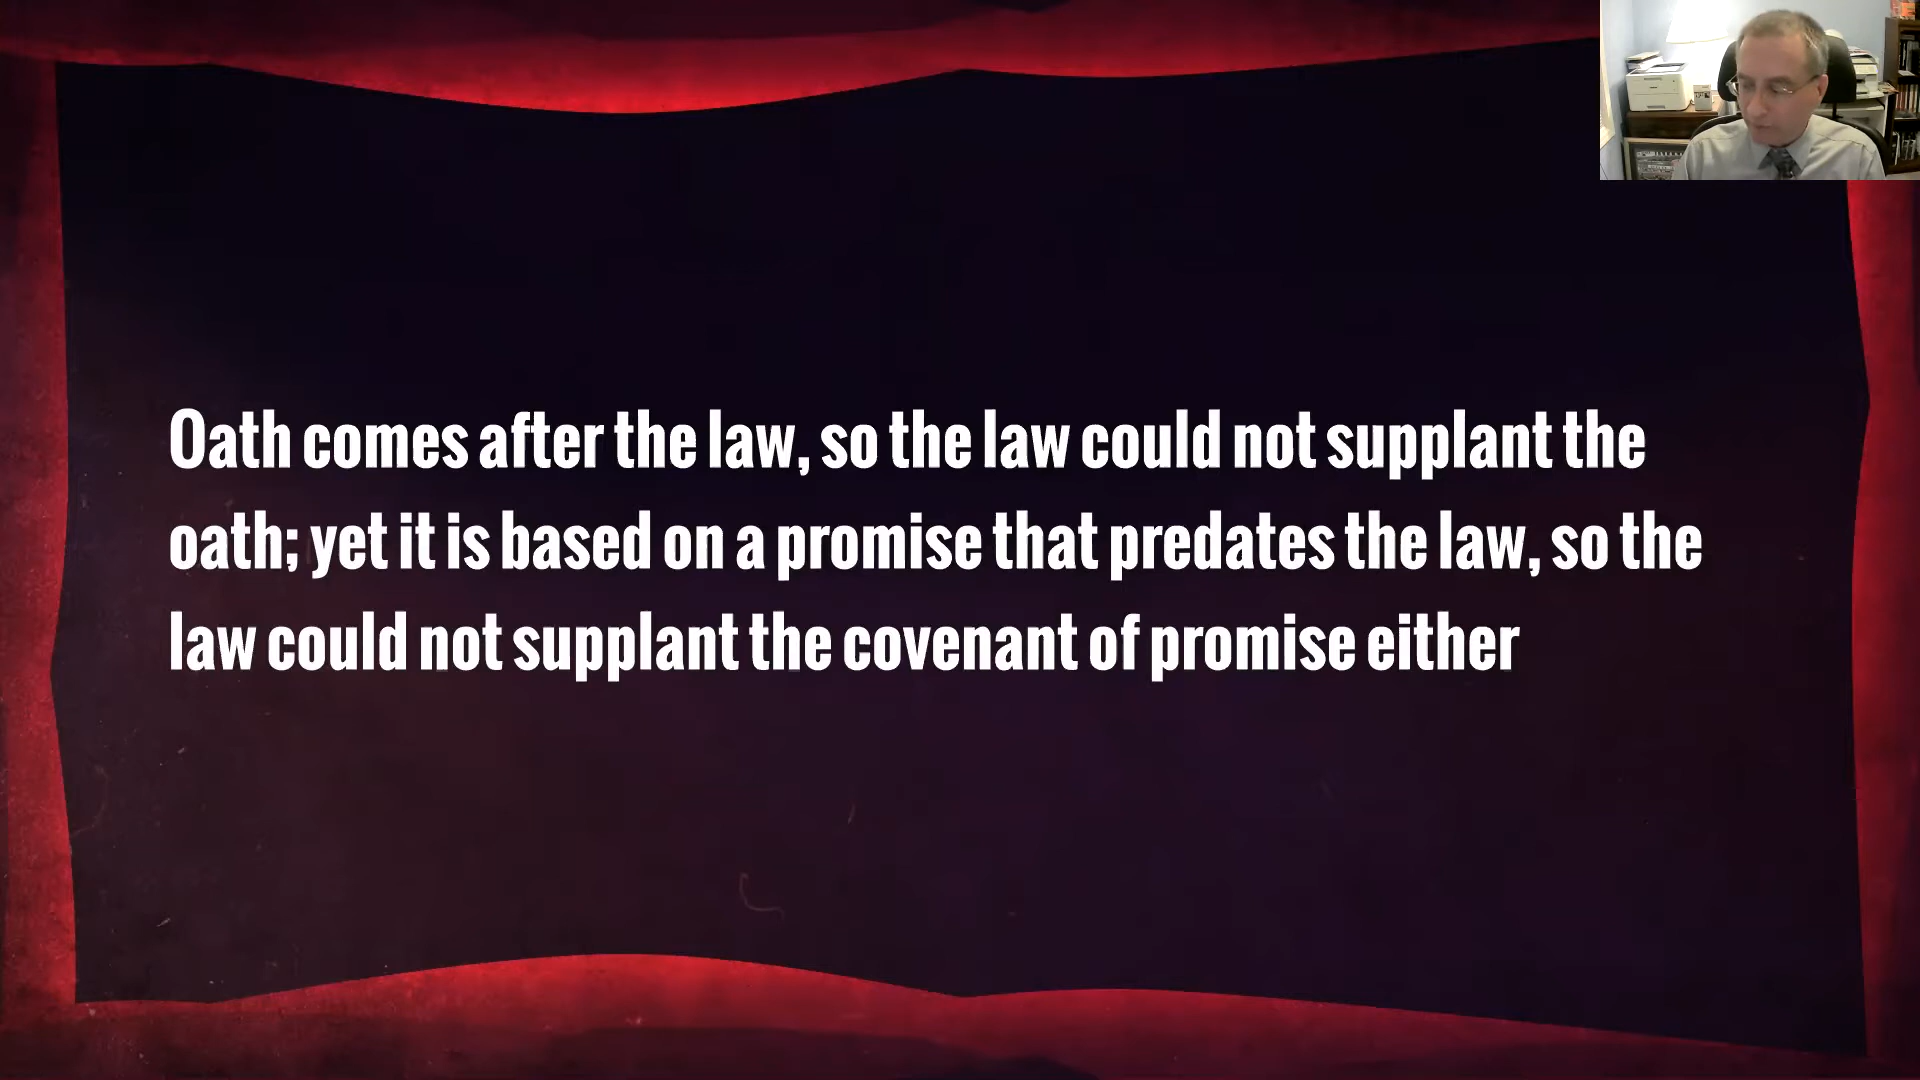 Oath comes after the law, so the law could not supplant the
oath; yet it is based on a promise that predates the law, so the
law could not supplant the covenant of promise either